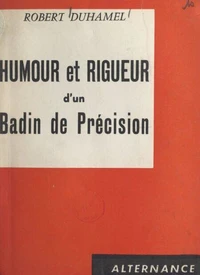 ROBERT DUHAMEL
HUMOUR et RIGUEUR
d'un
Badin de Précision
ALTERNANCE